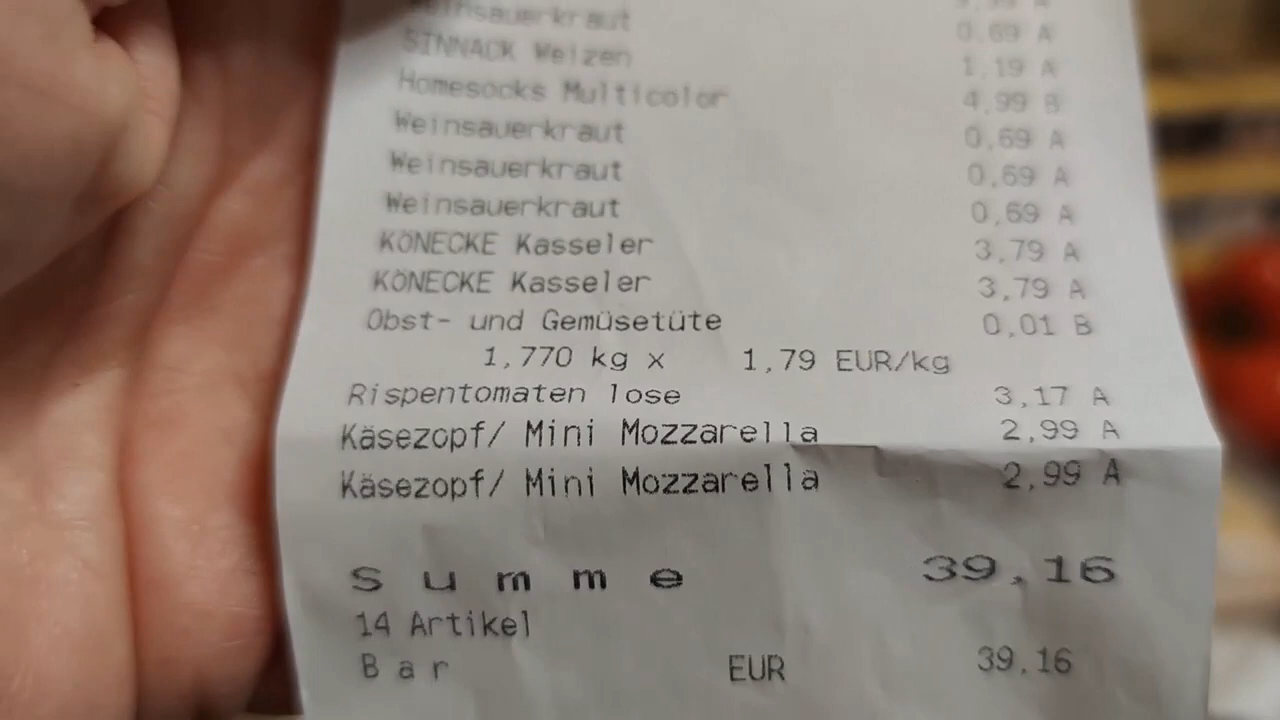 Weinsauerkraut 0,69 A
SINNACK Weizen 1,19 A
Homesocks Multicolor 4,99 B
Weinsauerkraut 0,69 A
Weinsauerkraut 0,69 A
Weinsauerkraut 0,69 A
KÖNECKE Kasseler 3,79 A
KÖNECKE Kasseler 3,79 A
Obst- und Gemüsetüte 0,01 B
1,770 kg x 1,79 EUR/kg
Rispentomaten lose 3,17 A
Käsezopf/ Mini Mozzarella 2,99 A
Käsezopf/ Mini Mozzarella 2,99 A
S u m m e 39,16
14 Artikel
B a r EUR 39,16